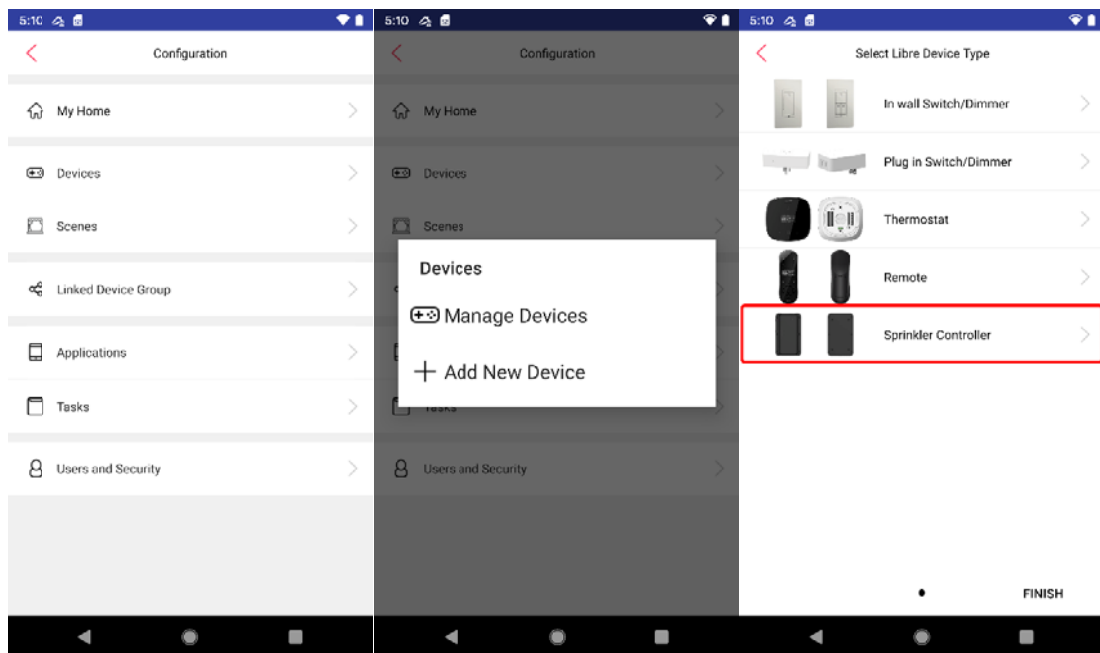 5:10
Configuration
My Home
Devices
Scenes
Linked Device Group
Applications
Tasks
Users and Security
5:10
Configuration
My Home
Devices
Scenes
Devices
Manage Devices
Add New Device
Tasks
Users and Security
5:10
Select Libre Device Type
In wall Switch/Dimmer
Plug in Switch/Dimmer
Thermostat
Remote
Sprinkler Controller
FINISH